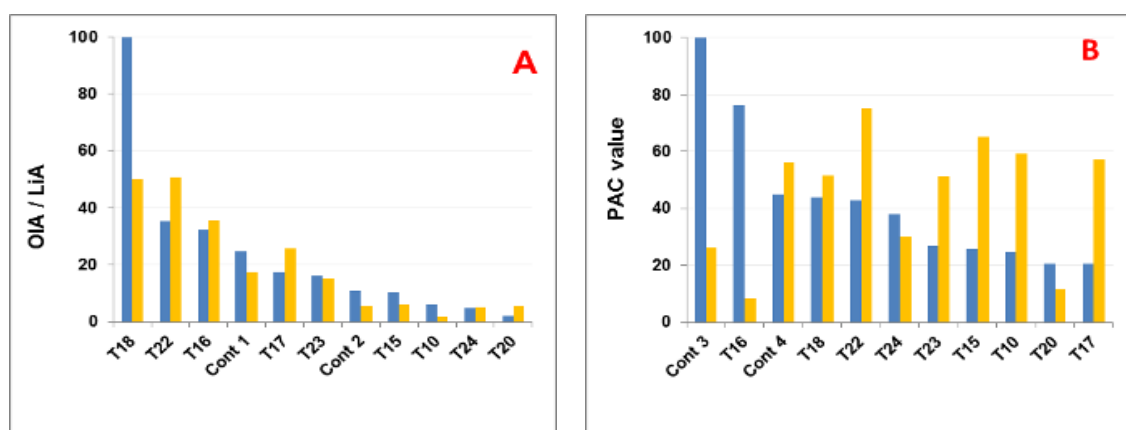 A
OIA / LiA
100
80
60
40
20
0
T18 T22 T16 Cont 1 T17 T23 Cont 2 T15 T10 T24 T20
B
PAC value
100
80
60
40
20
0
Cont 3 T16 Cont 4 T18 T22 T24 T23 T15 T10 T20 T17